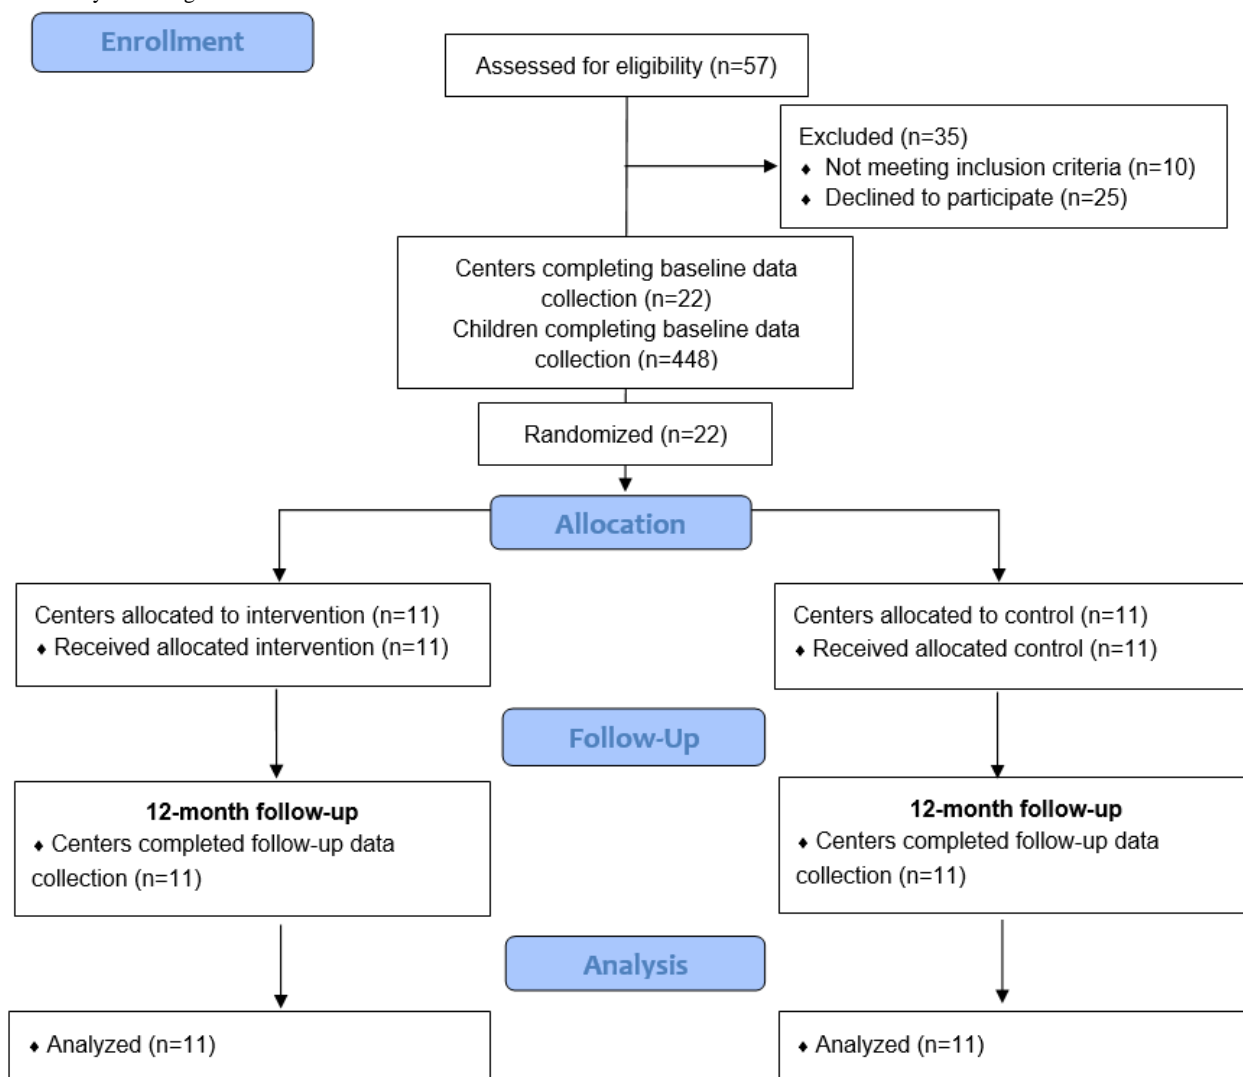 Enrollment
Assessed for eligibility (n=57)
Excluded (n=35)
♦ Not meeting inclusion criteria (n=10)
♦ Declined to participate (n=25)
Centers completing baseline data
collection (n=22)
Children completing baseline data
collection (n=448)
Randomized (n=22)
Allocation
Centers allocated to intervention (n=11)
♦ Received allocated intervention (n=11)
Centers allocated to control (n=11)
♦ Received allocated control (n=11)
Follow-Up
12-month follow-up
♦ Centers completed follow-up data
collection (n=11)
12-month follow-up
♦ Centers completed follow-up data
collection (n=11)
Analysis
♦ Analyzed (n=11)
♦ Analyzed (n=11)